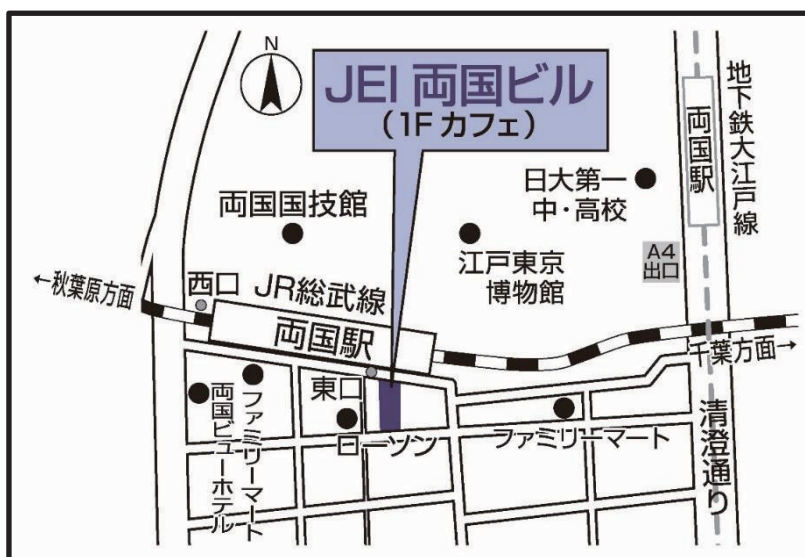 N
JEI 両国ビル
(1F カフェ)
両国国技館
日大第一
中・高校
江戸東京
博物館
A4
出口
両国駅
地下鉄大江戸線
←秋葉原方面
西口
JR総武線
両国駅
千葉方面→
東口
ローソン
ファミリーマート
両国ビューホテル
ファミリーマート
清澄通り